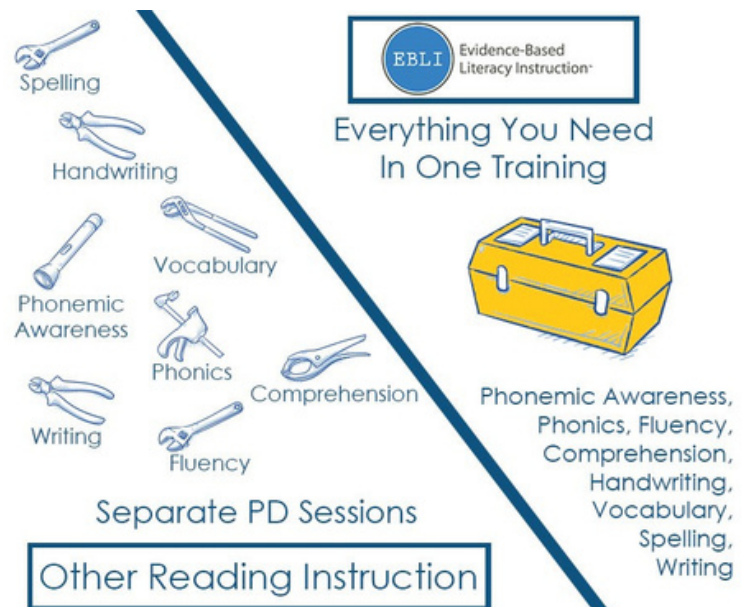 Spelling
Handwriting
Vocabulary
Phonemic
Awareness
Phonics
Comprehension
Writing
Fluency
Separate PD Sessions
Other Reading Instruction
EBLI
Evidence-Based
Literacy Instruction™
Everything You Need
In One Training
Phonemic Awareness,
Phonics, Fluency,
Comprehension,
Handwriting,
Vocabulary,
Spelling,
Writing